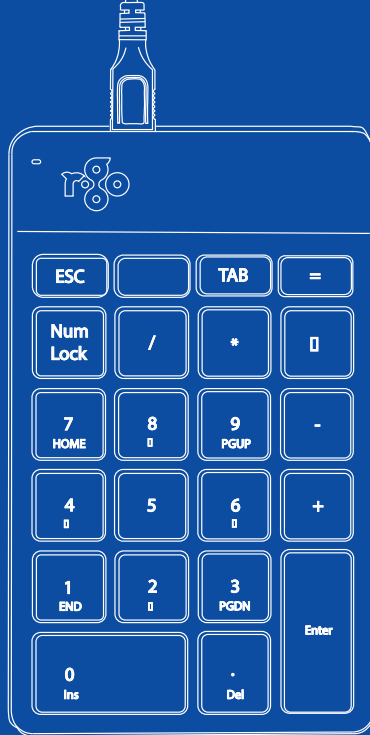 rgo
ESC TAB =
Num
Lock / * ▯
7 8 9 -
HOME ▯ PGUP
4 5 6 +
▯ ▯
1 2 3
END ▯ PGDN
Enter
0 .
Ins Del